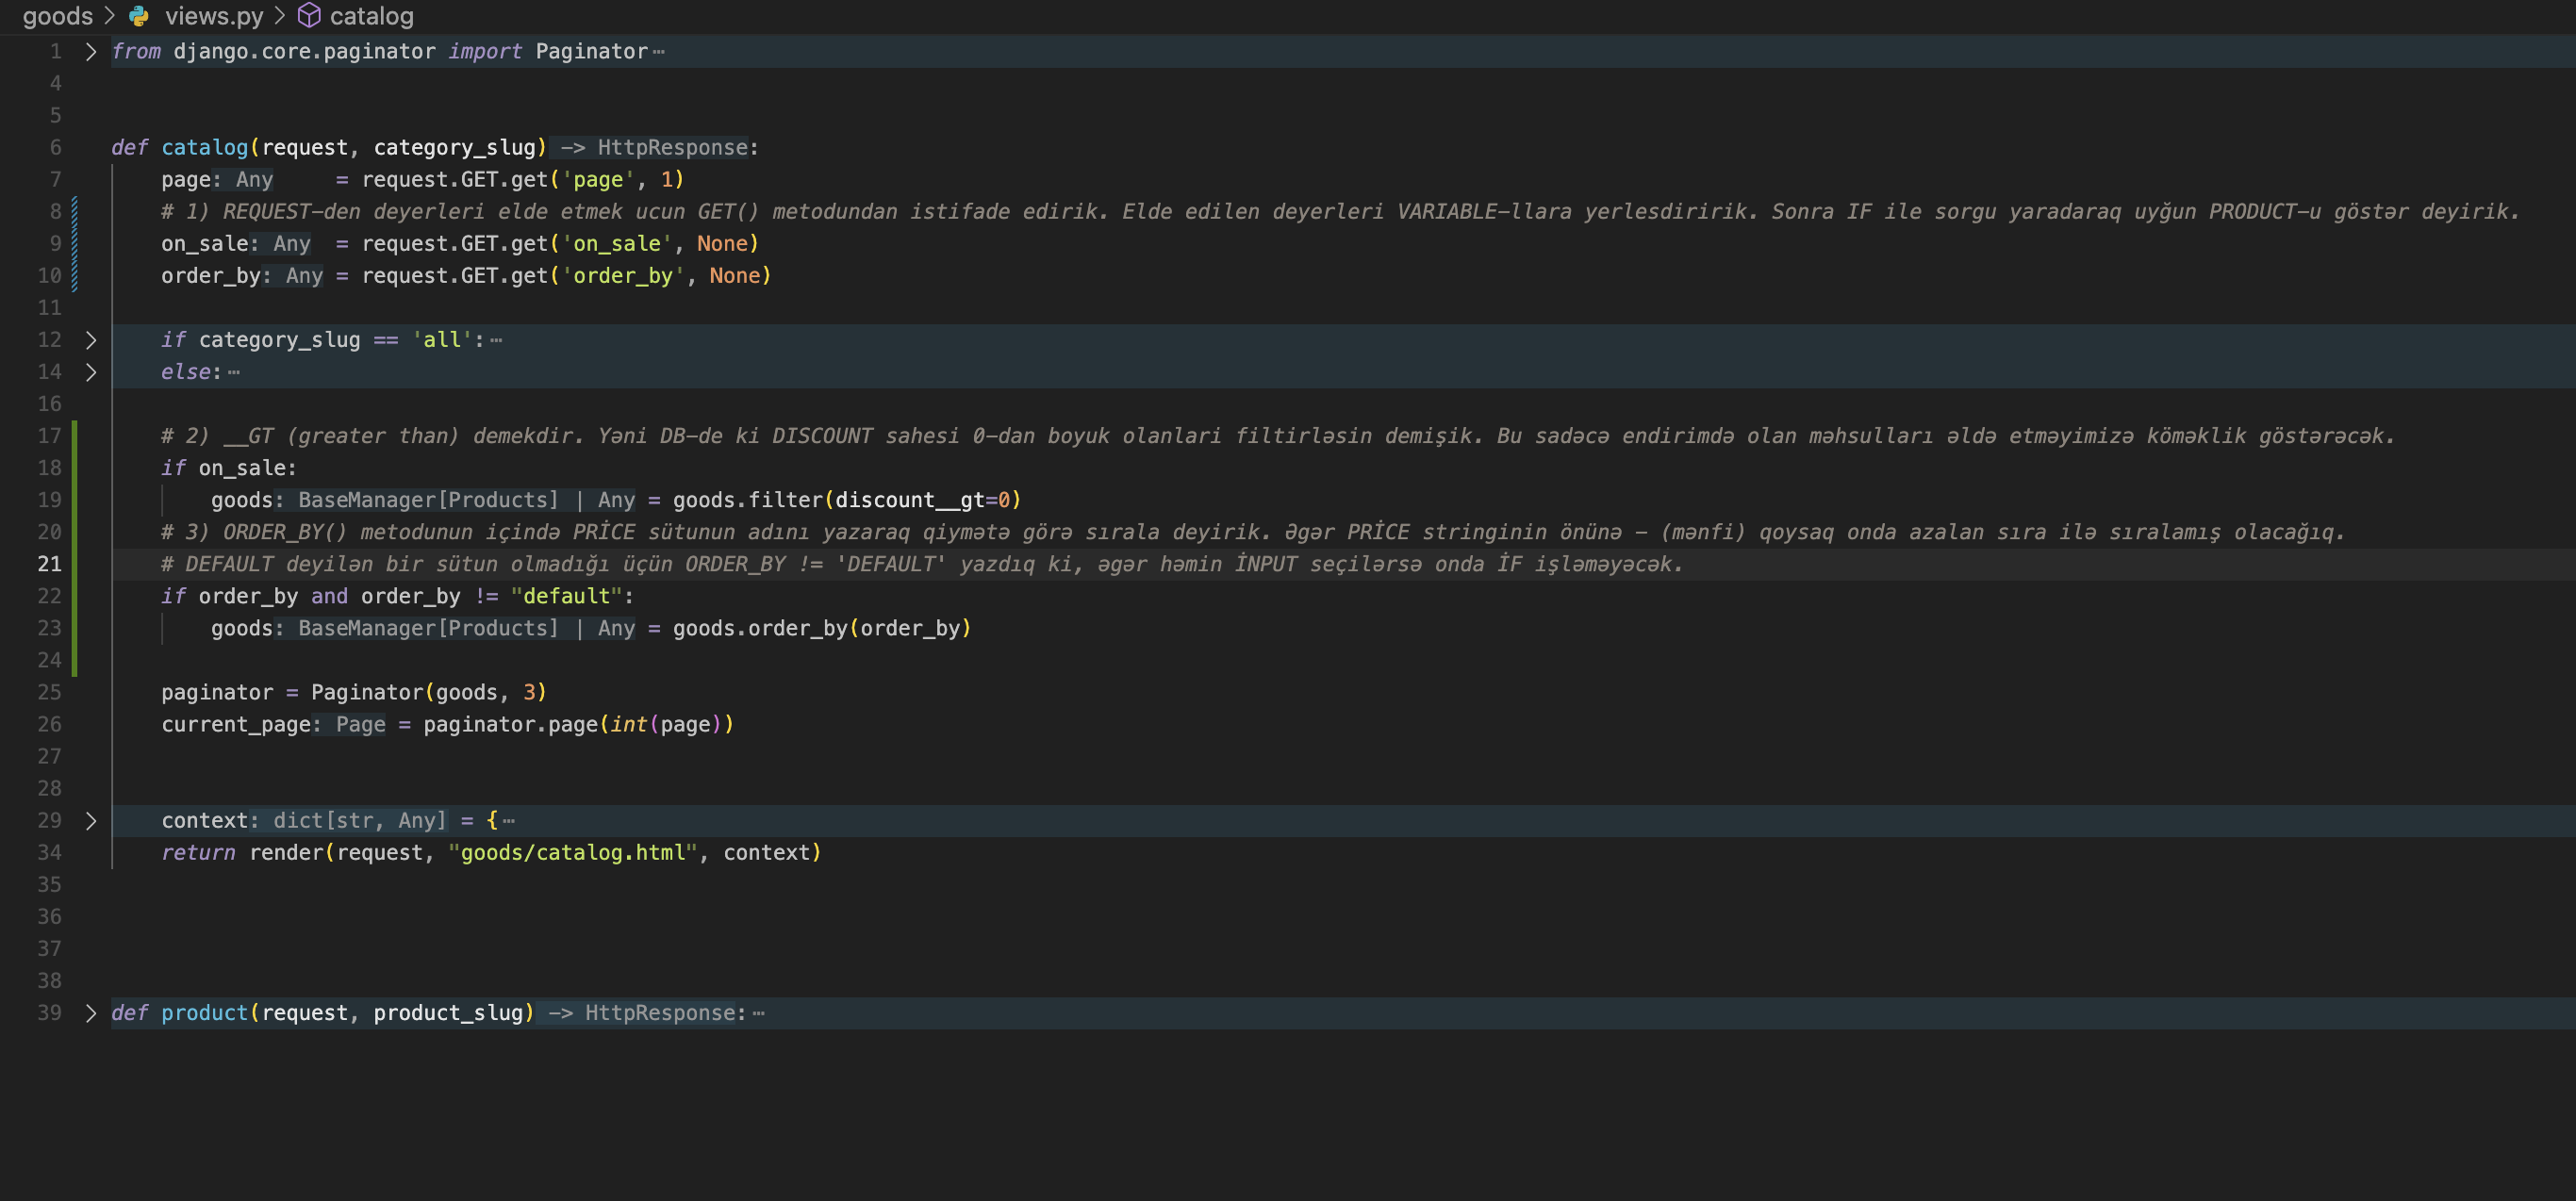 goods > views.py > catalog
1 from django.core.paginator import Paginator…
4
5
6 def catalog(request, category_slug) -> HttpResponse:
7 page: Any = request.GET.get('page', 1)
8 # 1) REQUEST-den deyerleri elde etmek ucun GET() metodundan istifade edirik. Elde edilen deyerleri VARIABLE-llara yerlesdiririk. Sonra IF ile sorgu yaradaraq uyğun PRODUCT-u göstər deyirik.
9 on_sale: Any = request.GET.get('on_sale', None)
10 order_by: Any = request.GET.get('order_by', None)
11
12 if category_slug == 'all':…
14 else:…
16
17 # 2) __GT (greater than) demekdir. Yəni DB-de ki DISCOUNT sahesi 0-dan boyuk olanlari filtirləsin demişik. Bu sadəcə endirimdə olan məhsulları əldə etməyimizə köməklik göstərəcək.
18 if on_sale:
19 goods: BaseManager[Products] | Any = goods.filter(discount__gt=0)
20 # 3) ORDER_BY() metodunun içində PRİCE sütunun adını yazaraq qiymətə görə sırala deyirik. Əgər PRİCE stringinin önünə - (mənfi) qoysaq onda azalan sıra ilə sıralamış olacağıq.
21 # DEFAULT deyilən bir sütun olmadığı üçün ORDER_BY != 'DEFAULT' yazdıq ki, əgər həmin İNPUT seçilərsə onda İF işləməyəcək.
22 if order_by and order_by != "default":
23 goods: BaseManager[Products] | Any = goods.order_by(order_by)
24
25 paginator = Paginator(goods, 3)
26 current_page: Page = paginator.page(int(page))
27
28
29 context: dict[str, Any] = {…
34 return render(request, "goods/catalog.html", context)
35
36
37
38
39 def product(request, product_slug) -> HttpResponse:…